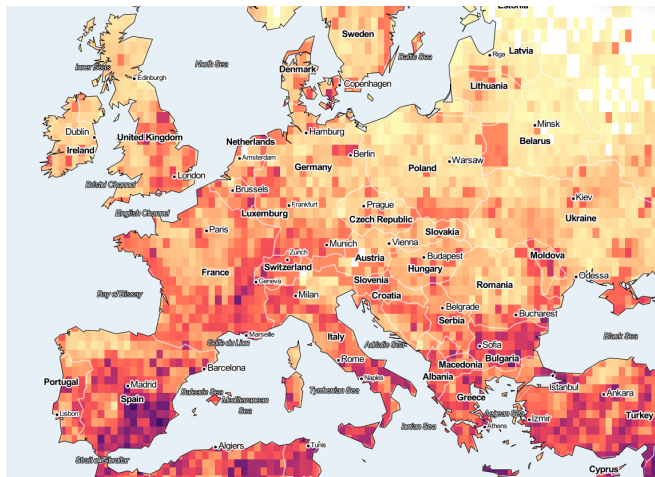 Estonia
Sweden
Riga
Latvia
Inner Seas
North Sea
Baltic Sea
Edinburgh
Denmark
Copenhagen
Lithuania
Dublin
Ireland
United Kingdom
Netherlands
Hamburg
Minsk
Belarus
Amsterdam
Berlin
Germany
Poland
Warsaw
London
Bristol Channel
Brussels
English Channel
Luxemburg
Frankfurt
Prague
Czech Republic
Kiev
Ukraine
Paris
Slovakia
Munich
Vienna
Zurich
Switzerland
Austria
Budapest
Hungary
Moldova
France
Geneva
Slovenia
Odessa
Bay of Biscay
Milan
Croatia
Romania
Belgrade
Serbia
Bucharest
Marseille
Golfe du Lion
Italy
Adriatic Sea
Sofia
Bulgaria
Black Sea
Rome
Macedonia
Barcelona
Portugal
Madrid
Spain
Balearic Sea
Mediterranean
Sea
Tyrrhenian Sea
Naples
Albania
Istanbul
Ankara
Greece
Aegean Sea
Izmir
Turkey
Lisbon
Ionian Sea
Athens
Strait of Gibraltar
Algiers
Tunis
Cyprus